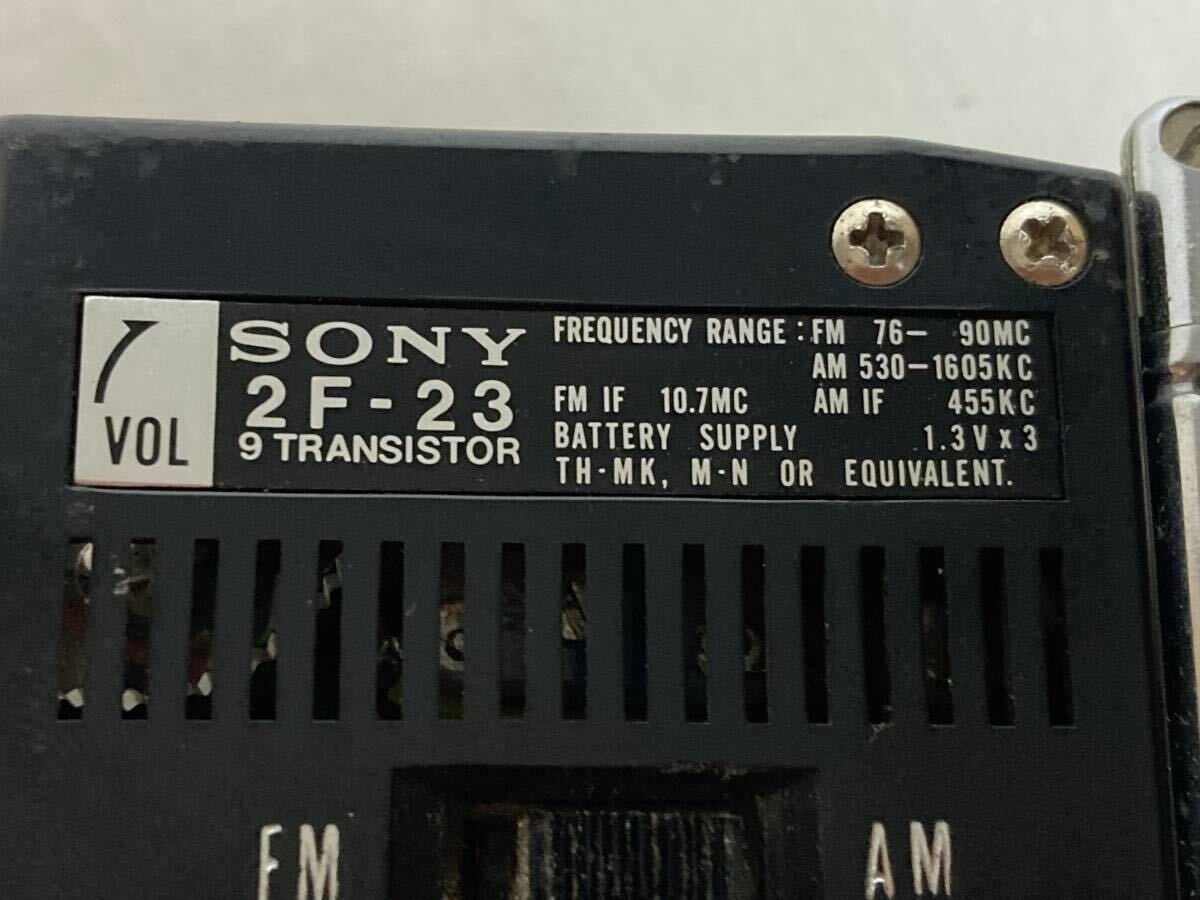 VOL
SONY
2F-23
9 TRANSISTOR
FREQUENCY RANGE : FM 76- 90MC
AM 530-1605KC
FM IF 10.7MC AM IF 455KC
BATTERY SUPPLY 1.3V x 3
TH-MK, M-N OR EQUIVALENT.
FM AM